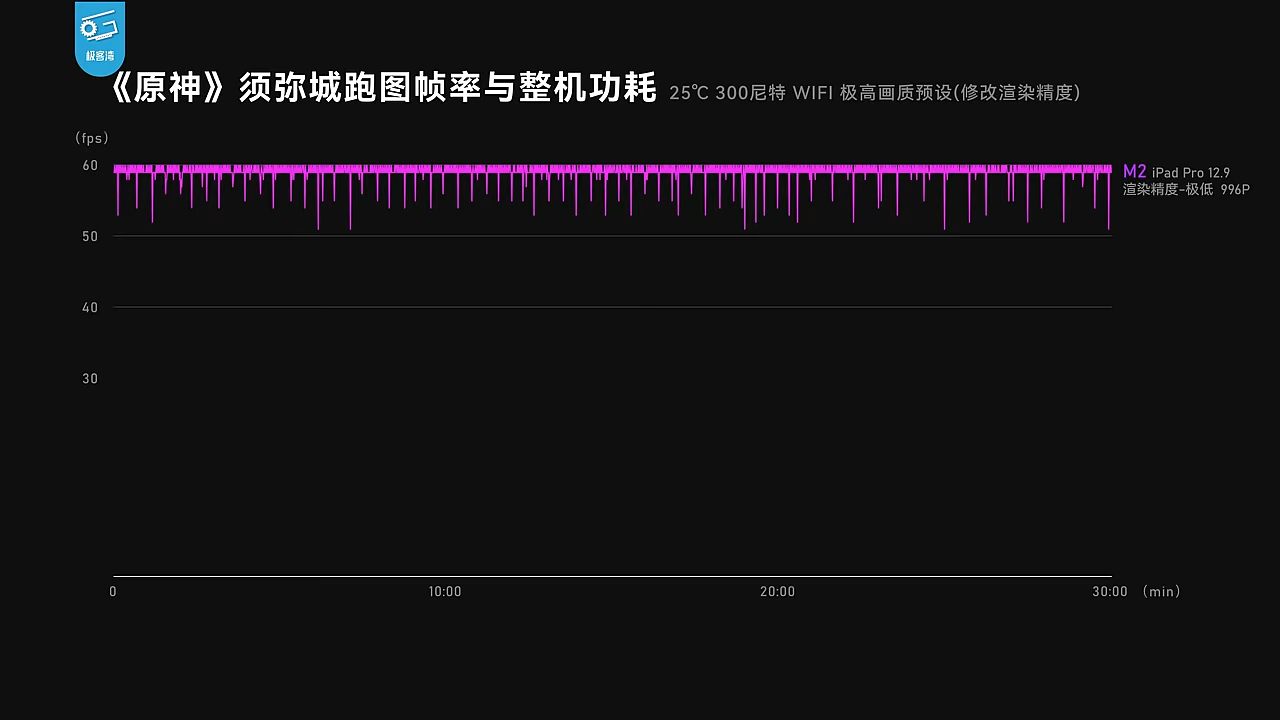 极客湾
《原神》须弥城跑图帧率与整机功耗 25℃ 300尼特 WIFI 极高画质预设(修改渲染精度)
(fps)
60
M2 iPad Pro 12.9
渲染精度-极低 996P
50
40
30
0 10:00 20:00 30:00 (min)